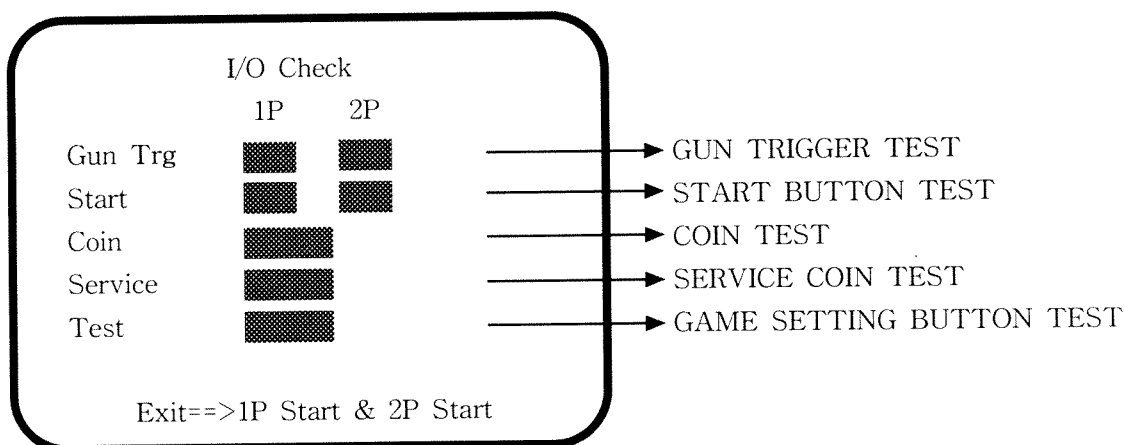 I/O Check
1P 2P
Gun Trg GUN TRIGGER TEST
Start START BUTTON TEST
Coin COIN TEST
Service SERVICE COIN TEST
Test GAME SETTING BUTTON TEST
Exit==>1P Start & 2P Start